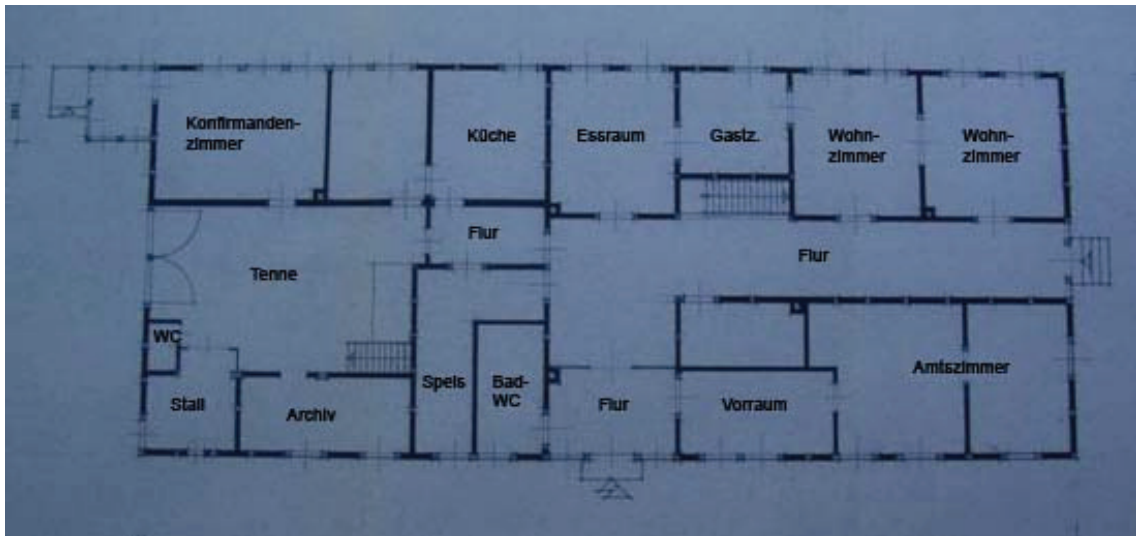 Konfirmanden-
zimmer
Küche
Essraum
Gastz.
Wohn-
zimmer
Wohn-
zimmer
Flur
Tenne
Flur
WC
Stall
Archiv
Speis
Bad-
WC
Flur
Vorraum
Amtszimmer